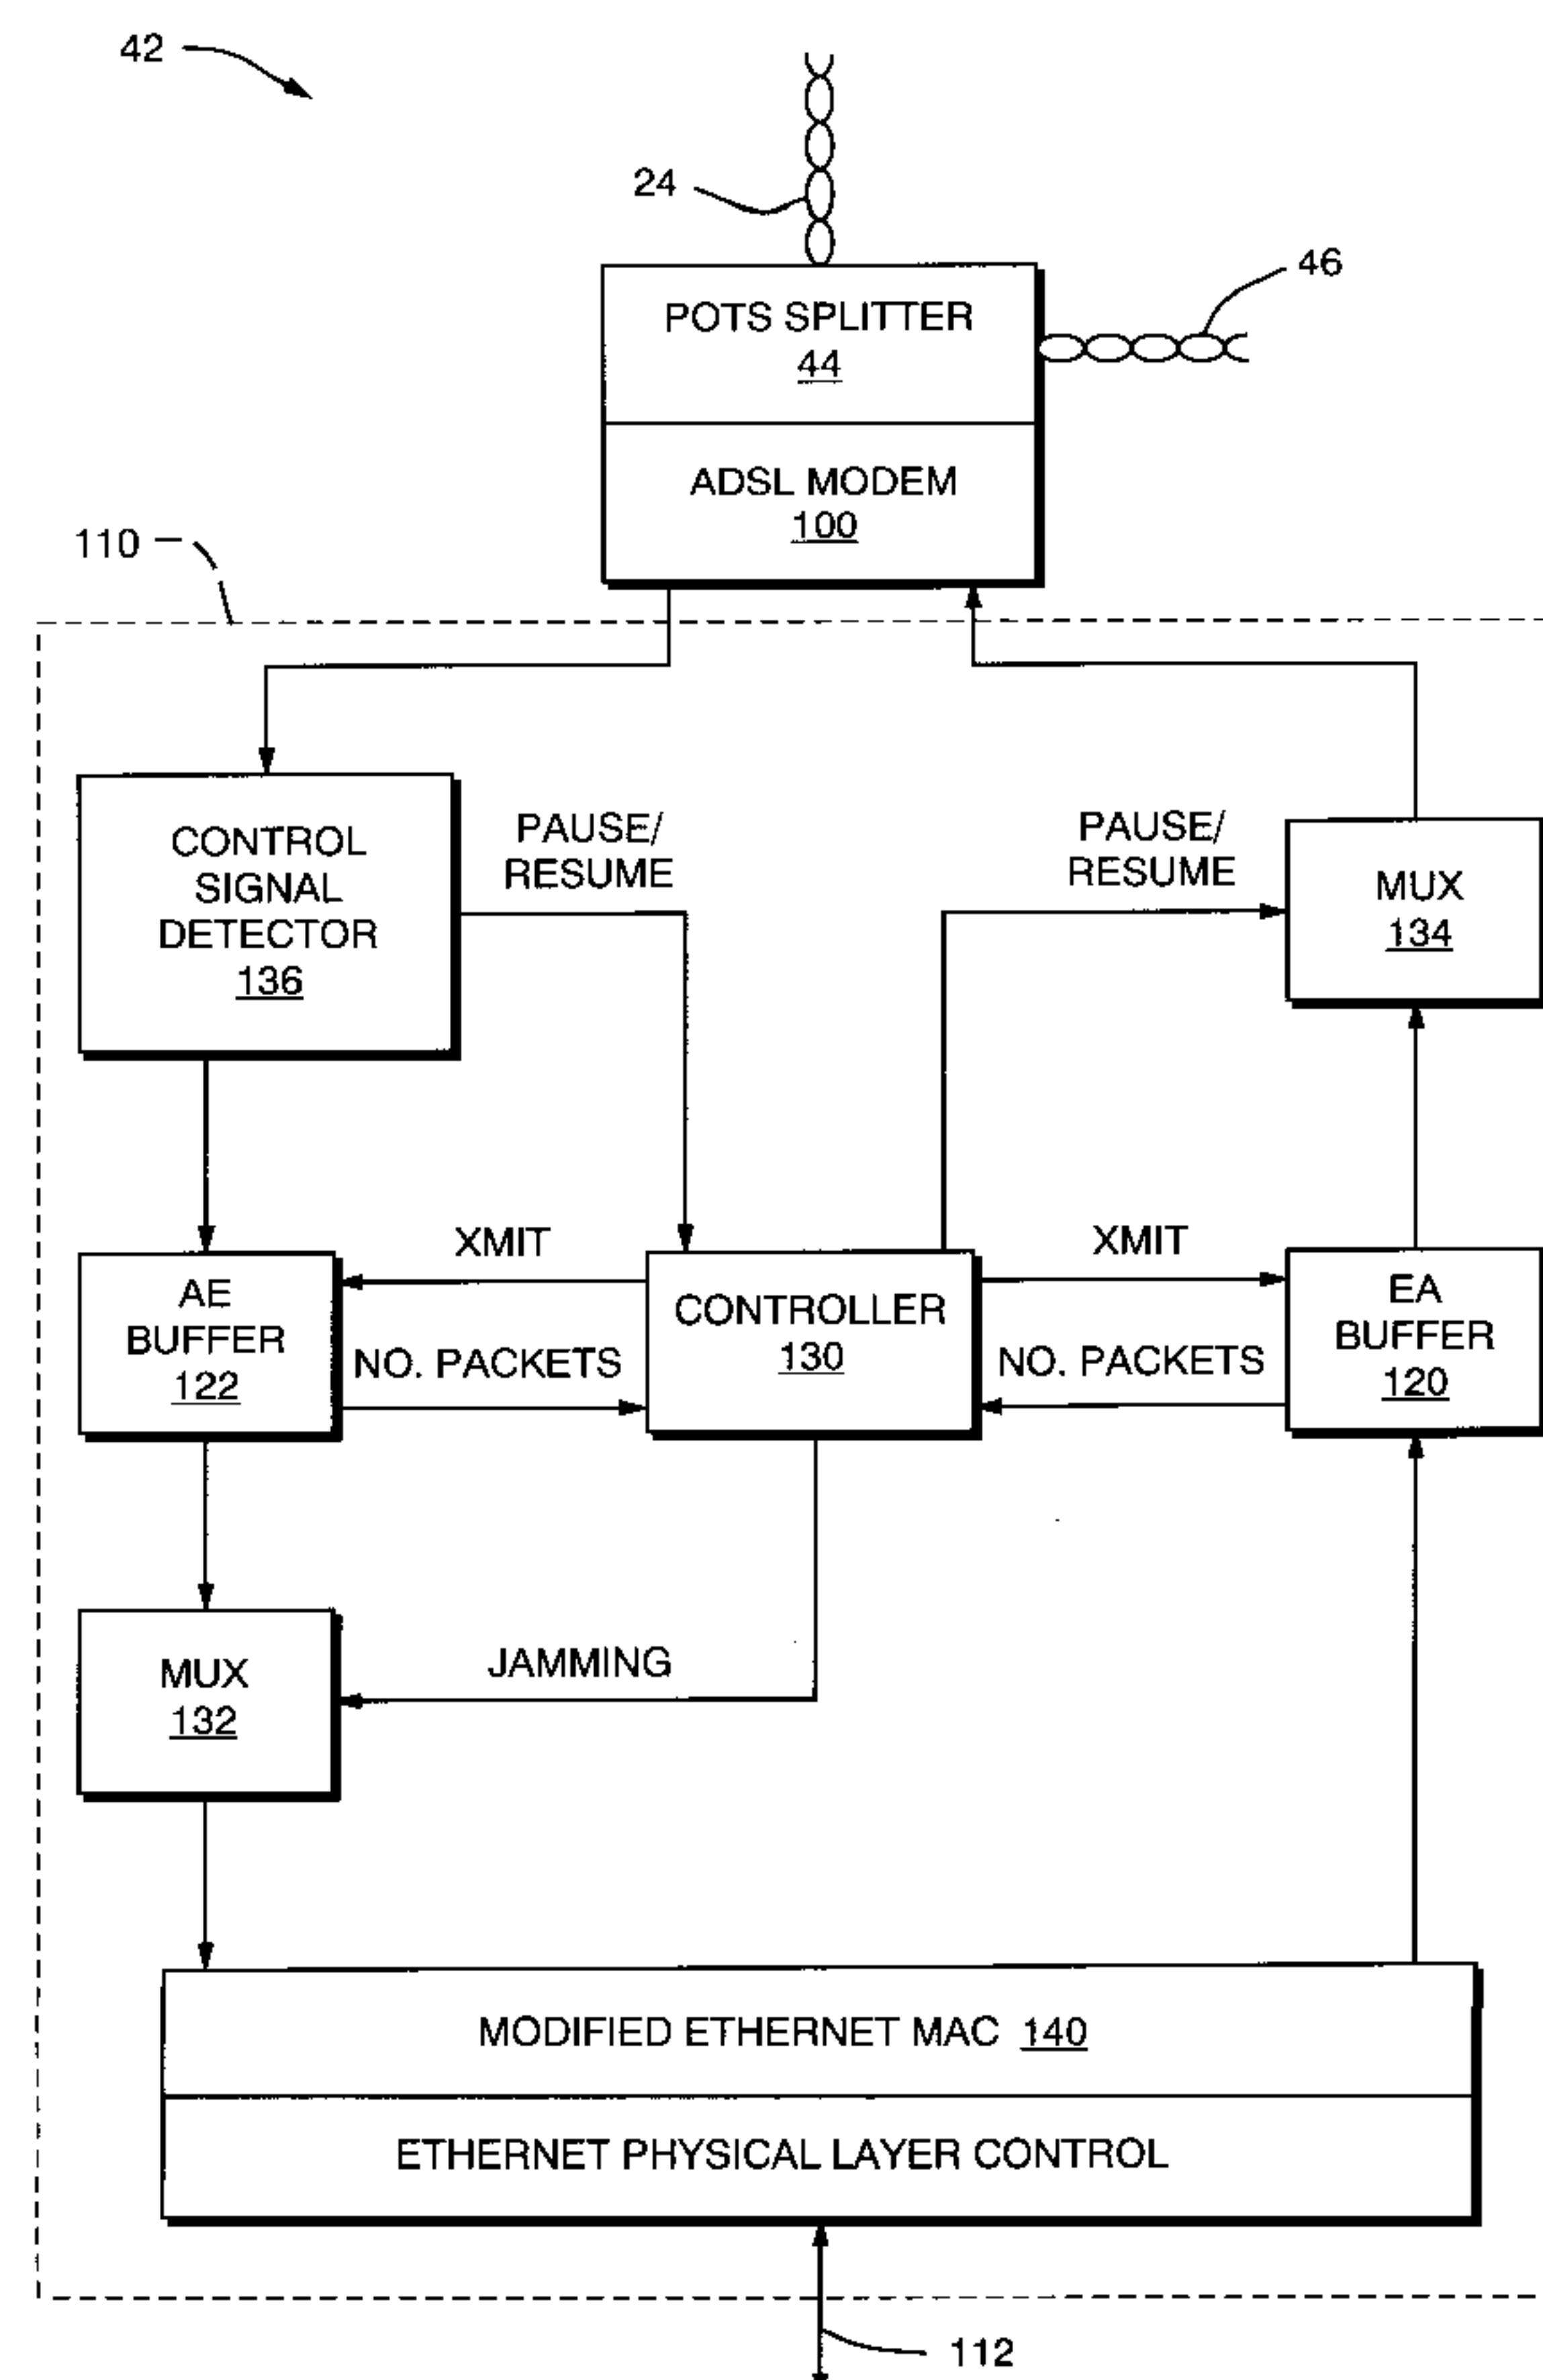 42
24
46
POTS SPLITTER
44
ADSL MODEM
100
110
CONTROL
SIGNAL
DETECTOR
136
PAUSE/
RESUME
PAUSE/
RESUME
MUX
134
XMIT
XMIT
AE
BUFFER
122
NO. PACKETS
CONTROLLER
130
NO. PACKETS
EA
BUFFER
120
MUX
132
JAMMING
MODIFIED ETHERNET MAC 140
ETHERNET PHYSICAL LAYER CONTROL
112